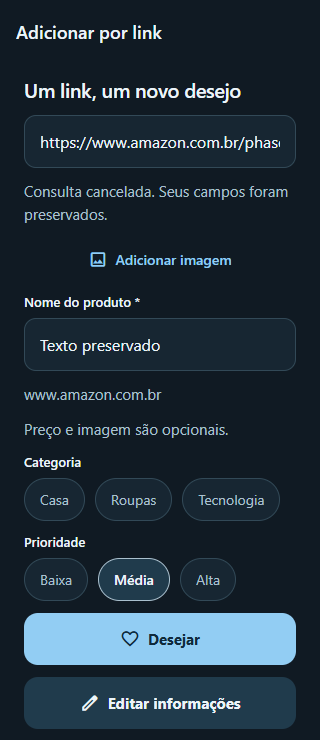 Adicionar por link
Um link, um novo desejo
https://www.amazon.com.br/phase
Consulta cancelada. Seus campos foram
preservados.
Adicionar imagem
Nome do produto *
Texto preservado
www.amazon.com.br
Preço e imagem são opcionais.
Categoria
Casa Roupas Tecnologia
Prioridade
Baixa Média Alta
Desejar
Editar informações